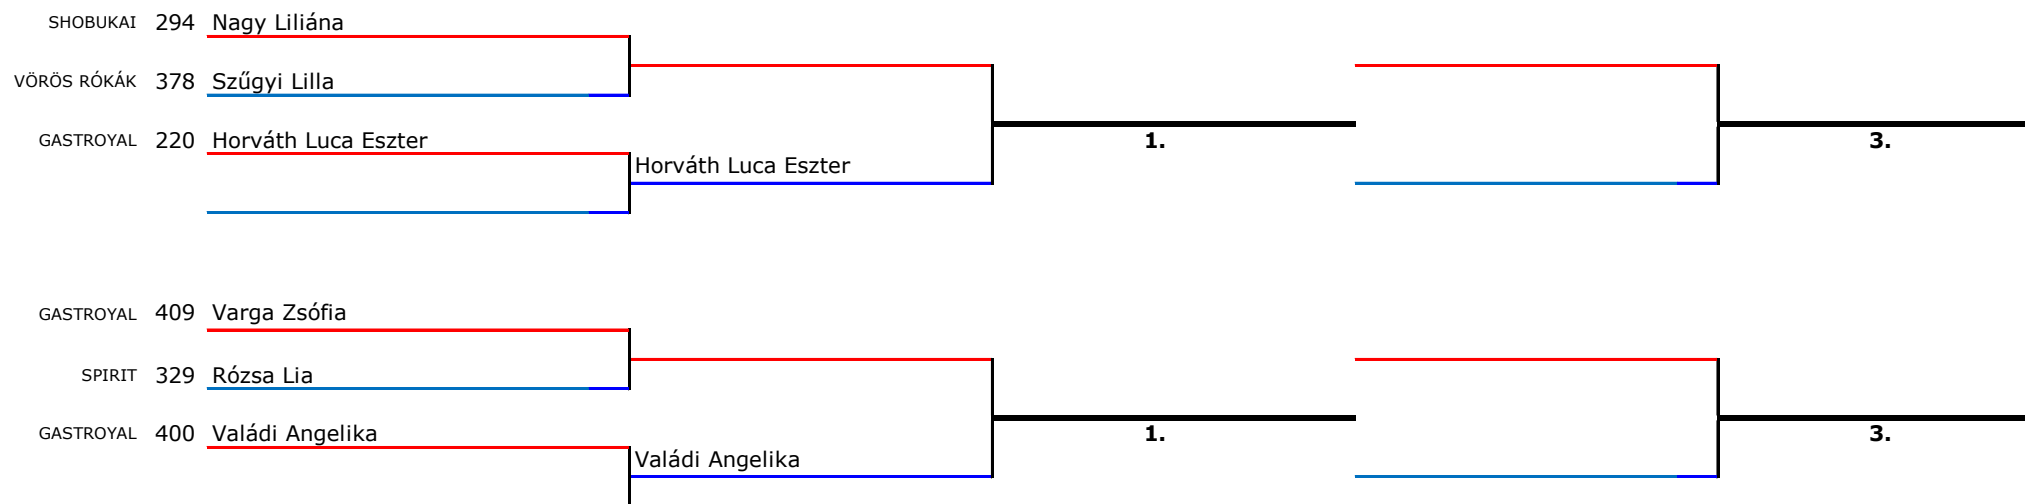 SHOBUKAI 294 Nagy Liliána
VÖRÖS RÓKÁK 378 Szűgyi Lilla
GASTROYAL 220 Horváth Luca Eszter
1.
3.
Horváth Luca Eszter
GASTROYAL 409 Varga Zsófia
SPIRIT 329 Rózsa Lia
GASTROYAL 400 Valádi Angelika
1.
3.
Valádi Angelika